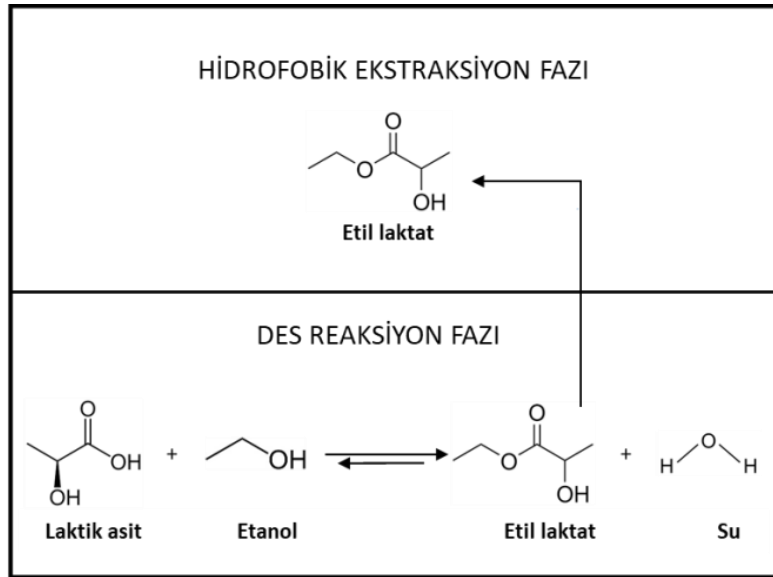 HİDROFOBİK EKSTRAKSİYON FAZI
O
O
OH
Etil laktat
DES REAKSİYON FAZI
O
OH
OH
+
OH
O
O
OH
+
O
H H
Laktik asit Etanol Etil laktat Su